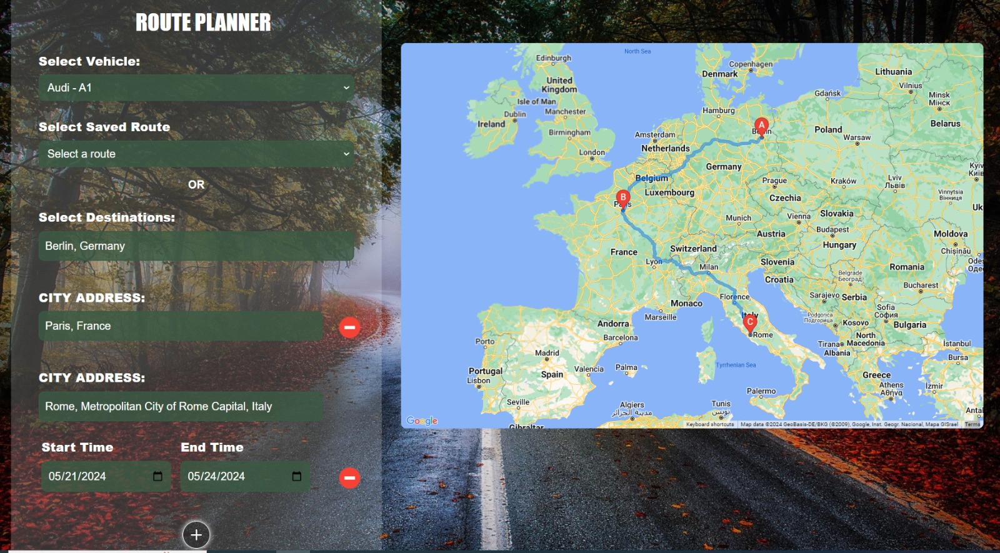 ROUTE PLANNER
Select Vehicle:
Audi - A1
Select Saved Route
Select a route
OR
Select Destinations:
Berlin, Germany
CITY ADDRESS:
Paris, France
CITY ADDRESS:
Rome, Metropolitan City of Rome Capital, Italy
Start Time
End Time
05/21/2024
05/24/2024
North Sea
Edinburgh
Copenhagen
Denmark
Lithuania
United
Kingdom
Vilnius
Gdańsk
Minsk
Мінск
Isle of Man
Dublin
Manchester
Hamburg
Ireland
Belarus
A
Birmingham
Amsterdam
Berlin
Poland
Warsaw
Netherlands
London
Germany
Kyiv
Київ
Belgium
Prague
Kraków
Lviv
Львів
B
Luxembourg
Czechia
Vinnytsia
Вінниця
Paris
Uk
Munich
Vienna
Slovakia
Budapest
Austria
Moldova
Hungary
Switzerland
France
Chișinău
Lyon
Milan
Slovenia
Odes
Оде
Romania
Croatia
Belgrade
Београд
Bucharest
Florence
Sarajevo
Serbia
Monaco
Sofia
София
Marseille
Italy
Podgorica
Подгорица
Kosovo
Bulgaria
C
Andorra
Rome
North
Macedonia
Porto
Barcelona
Tirana
Albania
İstanbul
Madrid
Bursa
Portugal
Lisbon
Spain
Valencia
Palma
Tyrrhenian Sea
Greece
Athens
Αθήνα
İzmir
Palermo
Seville
Algiers
مدينة الجزائر
Tunis
تونس
Antal
Gibraltar
Google
Keyboard shortcuts
Map data ©2024 GeoBasis-DE/BKG (©2009), Google, Inst. Geogr. Nacional, Mapa GISrael
Terms